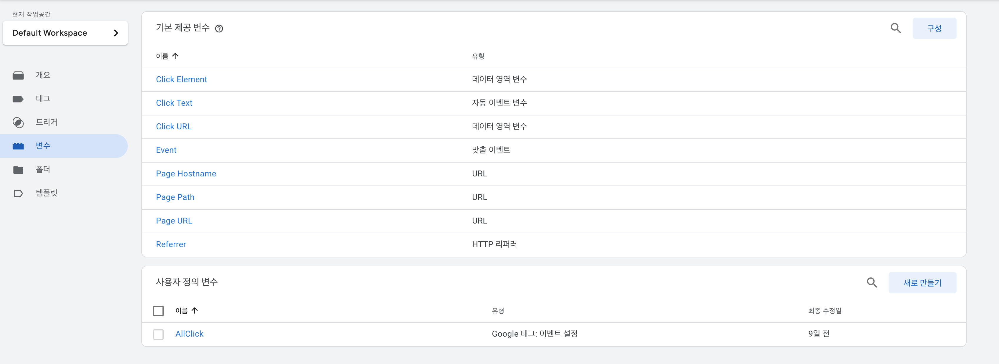 현재 작업공간
Default Workspace
개요
태그
트리거
변수
폴더
템플릿
기본 제공 변수
구성
이름 유형
Click Element 데이터 영역 변수
Click Text 자동 이벤트 변수
Click URL 데이터 영역 변수
Event 맞춤 이벤트
Page Hostname URL
Page Path URL
Page URL URL
Referrer HTTP 리퍼러
사용자 정의 변수
새로 만들기
이름 유형 최종 수정일
AllClick Google 태그: 이벤트 설정 9일 전